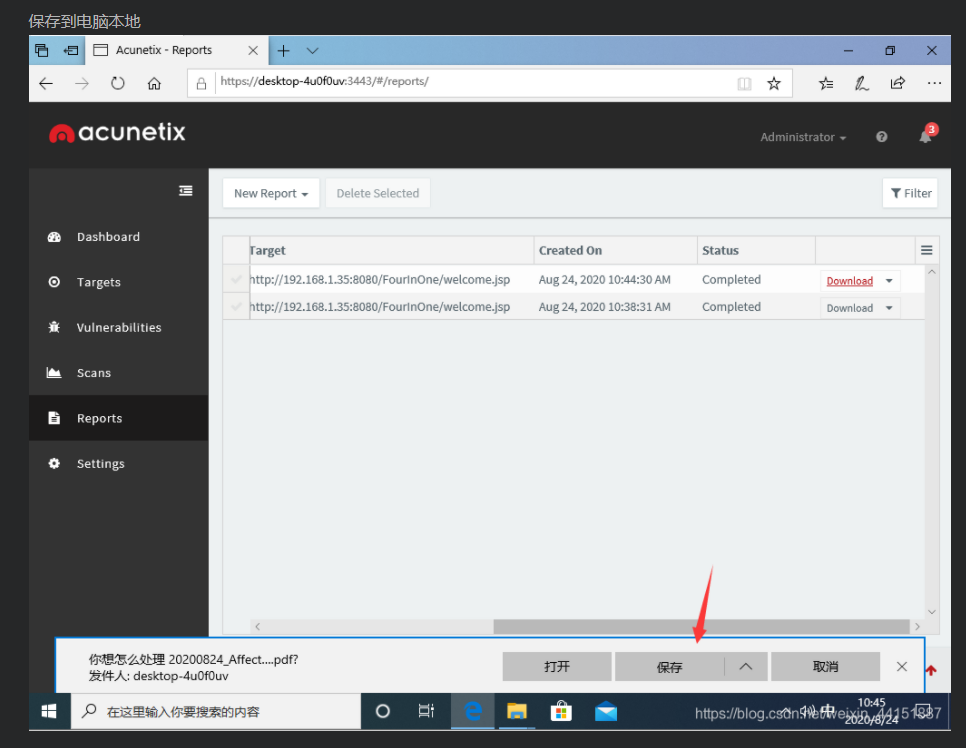 保存到电脑本地
Acunetix - Reports
https://desktop-4u0f0uv:3443/#/reports/
acunetix
Administrator
3
New Report
Delete Selected
Filter
Dashboard
Targets
Vulnerabilities
Scans
Reports
Settings
Target Created On Status
http://192.168.1.35:8080/FourInOne/welcome.jsp Aug 24, 2020 10:44:30 AM Completed Download
http://192.168.1.35:8080/FourInOne/welcome.jsp Aug 24, 2020 10:38:31 AM Completed Download
你想怎么处理 20200824_Affect....pdf?
发件人: desktop-4u0f0uv
打开
保存
取消
在这里输入你要搜索的内容
中
10:45
2020/8/24
https://blog.csdn.net/weixin_44151887